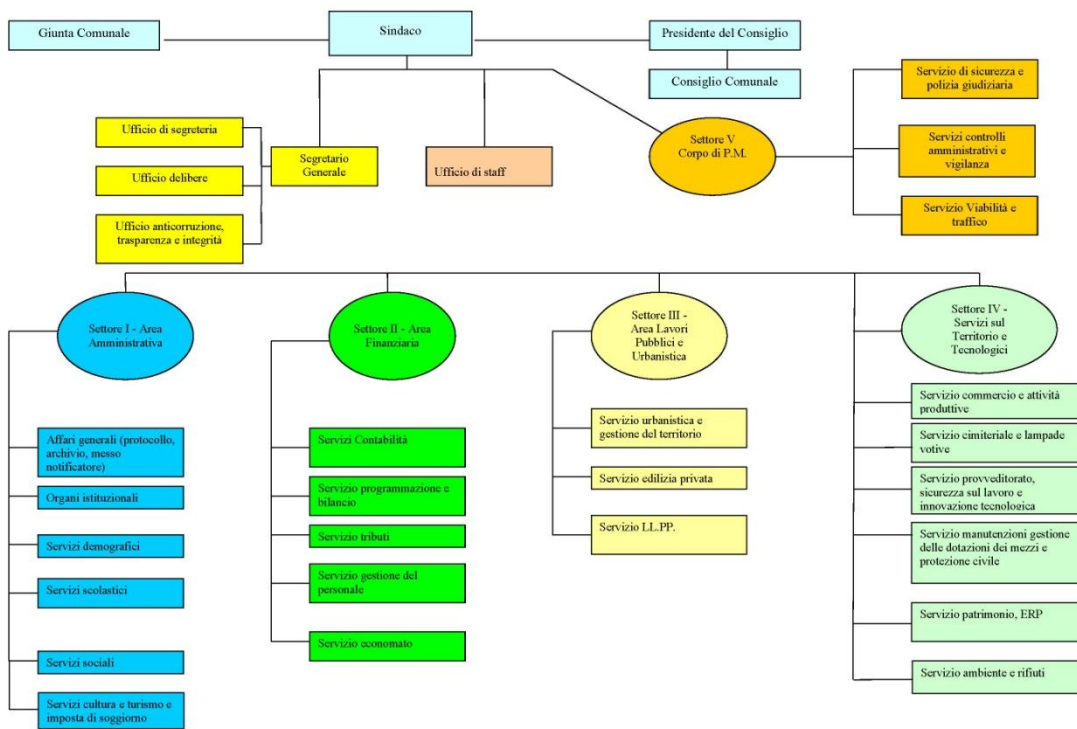 Giunta Comunale
Sindaco
Presidente del Consiglio
Consiglio Comunale
Servizio di sicurezza e
polizia giudiziaria
Ufficio di segreteria
Settore V
Corpo di P.M.
Servizi controlli
amministrativi e
vigilanza
Segretario
Generale
Ufficio di staff
Ufficio delibere
Servizio Viabilità e
traffico
Ufficio anticorruzione,
trasparenza e integrità
Settore I - Area
Amministrativa
Settore II - Area
Finanziaria
Settore III -
Area Lavori
Pubblici e
Urbanistica
Settore IV -
Servizi sul
Territorio e
Tecnologici
Affari generali (protocollo,
archivio, messo
notificatore)
Organi istituzionali
Servizi demografici
Servizi scolastici
Servizi sociali
Servizi cultura e turismo e
imposta di soggiorno
Servizi Contabilità
Servizio programmazione e
bilancio
Servizio tributi
Servizio gestione del
personale
Servizio economato
Servizio urbanistica e
gestione del territorio
Servizio edilizia privata
Servizio LL.PP.
Servizio commercio e attività
produttive
Servizio cimiteriale e lampade
votive
Servizio provveditorato,
sicurezza sul lavoro e
innovazione tecnologica
Servizio manutenzioni gestione
delle dotazioni dei mezzi e
protezione civile
Servizio patrimonio, ERP
Servizio ambiente e rifiuti